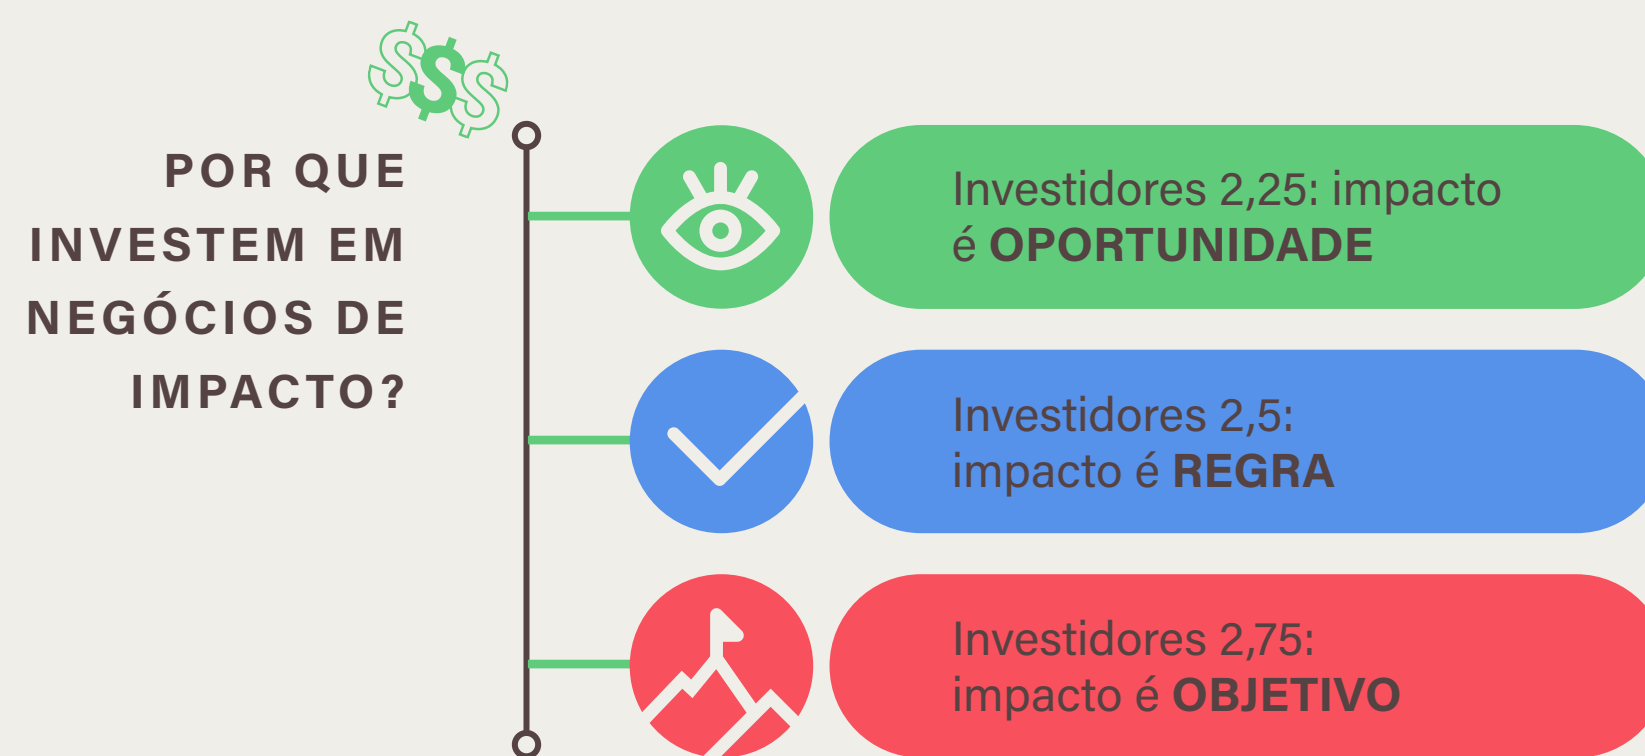 $$$
POR QUE
INVESTEM EM
NEGÓCIOS DE
IMPACTO?
Investidores 2,25: impacto
é OPORTUNIDADE
Investidores 2,5:
impacto é REGRA
Investidores 2,75:
impacto é OBJETIVO